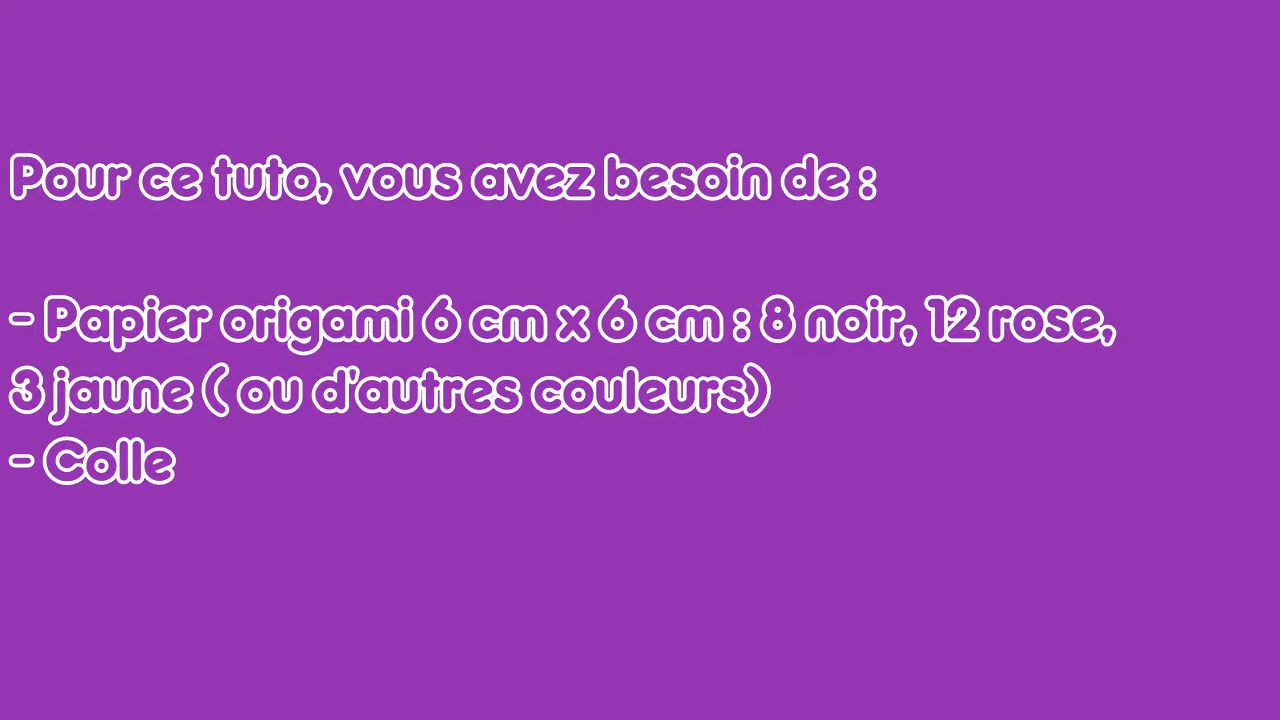 Pour ce tuto, vous avez besoin de :
- Papier origami 6 cm x 6 cm : 8 noir, 12 rose,
3 jaune ( ou d'autres couleurs)
- Colle